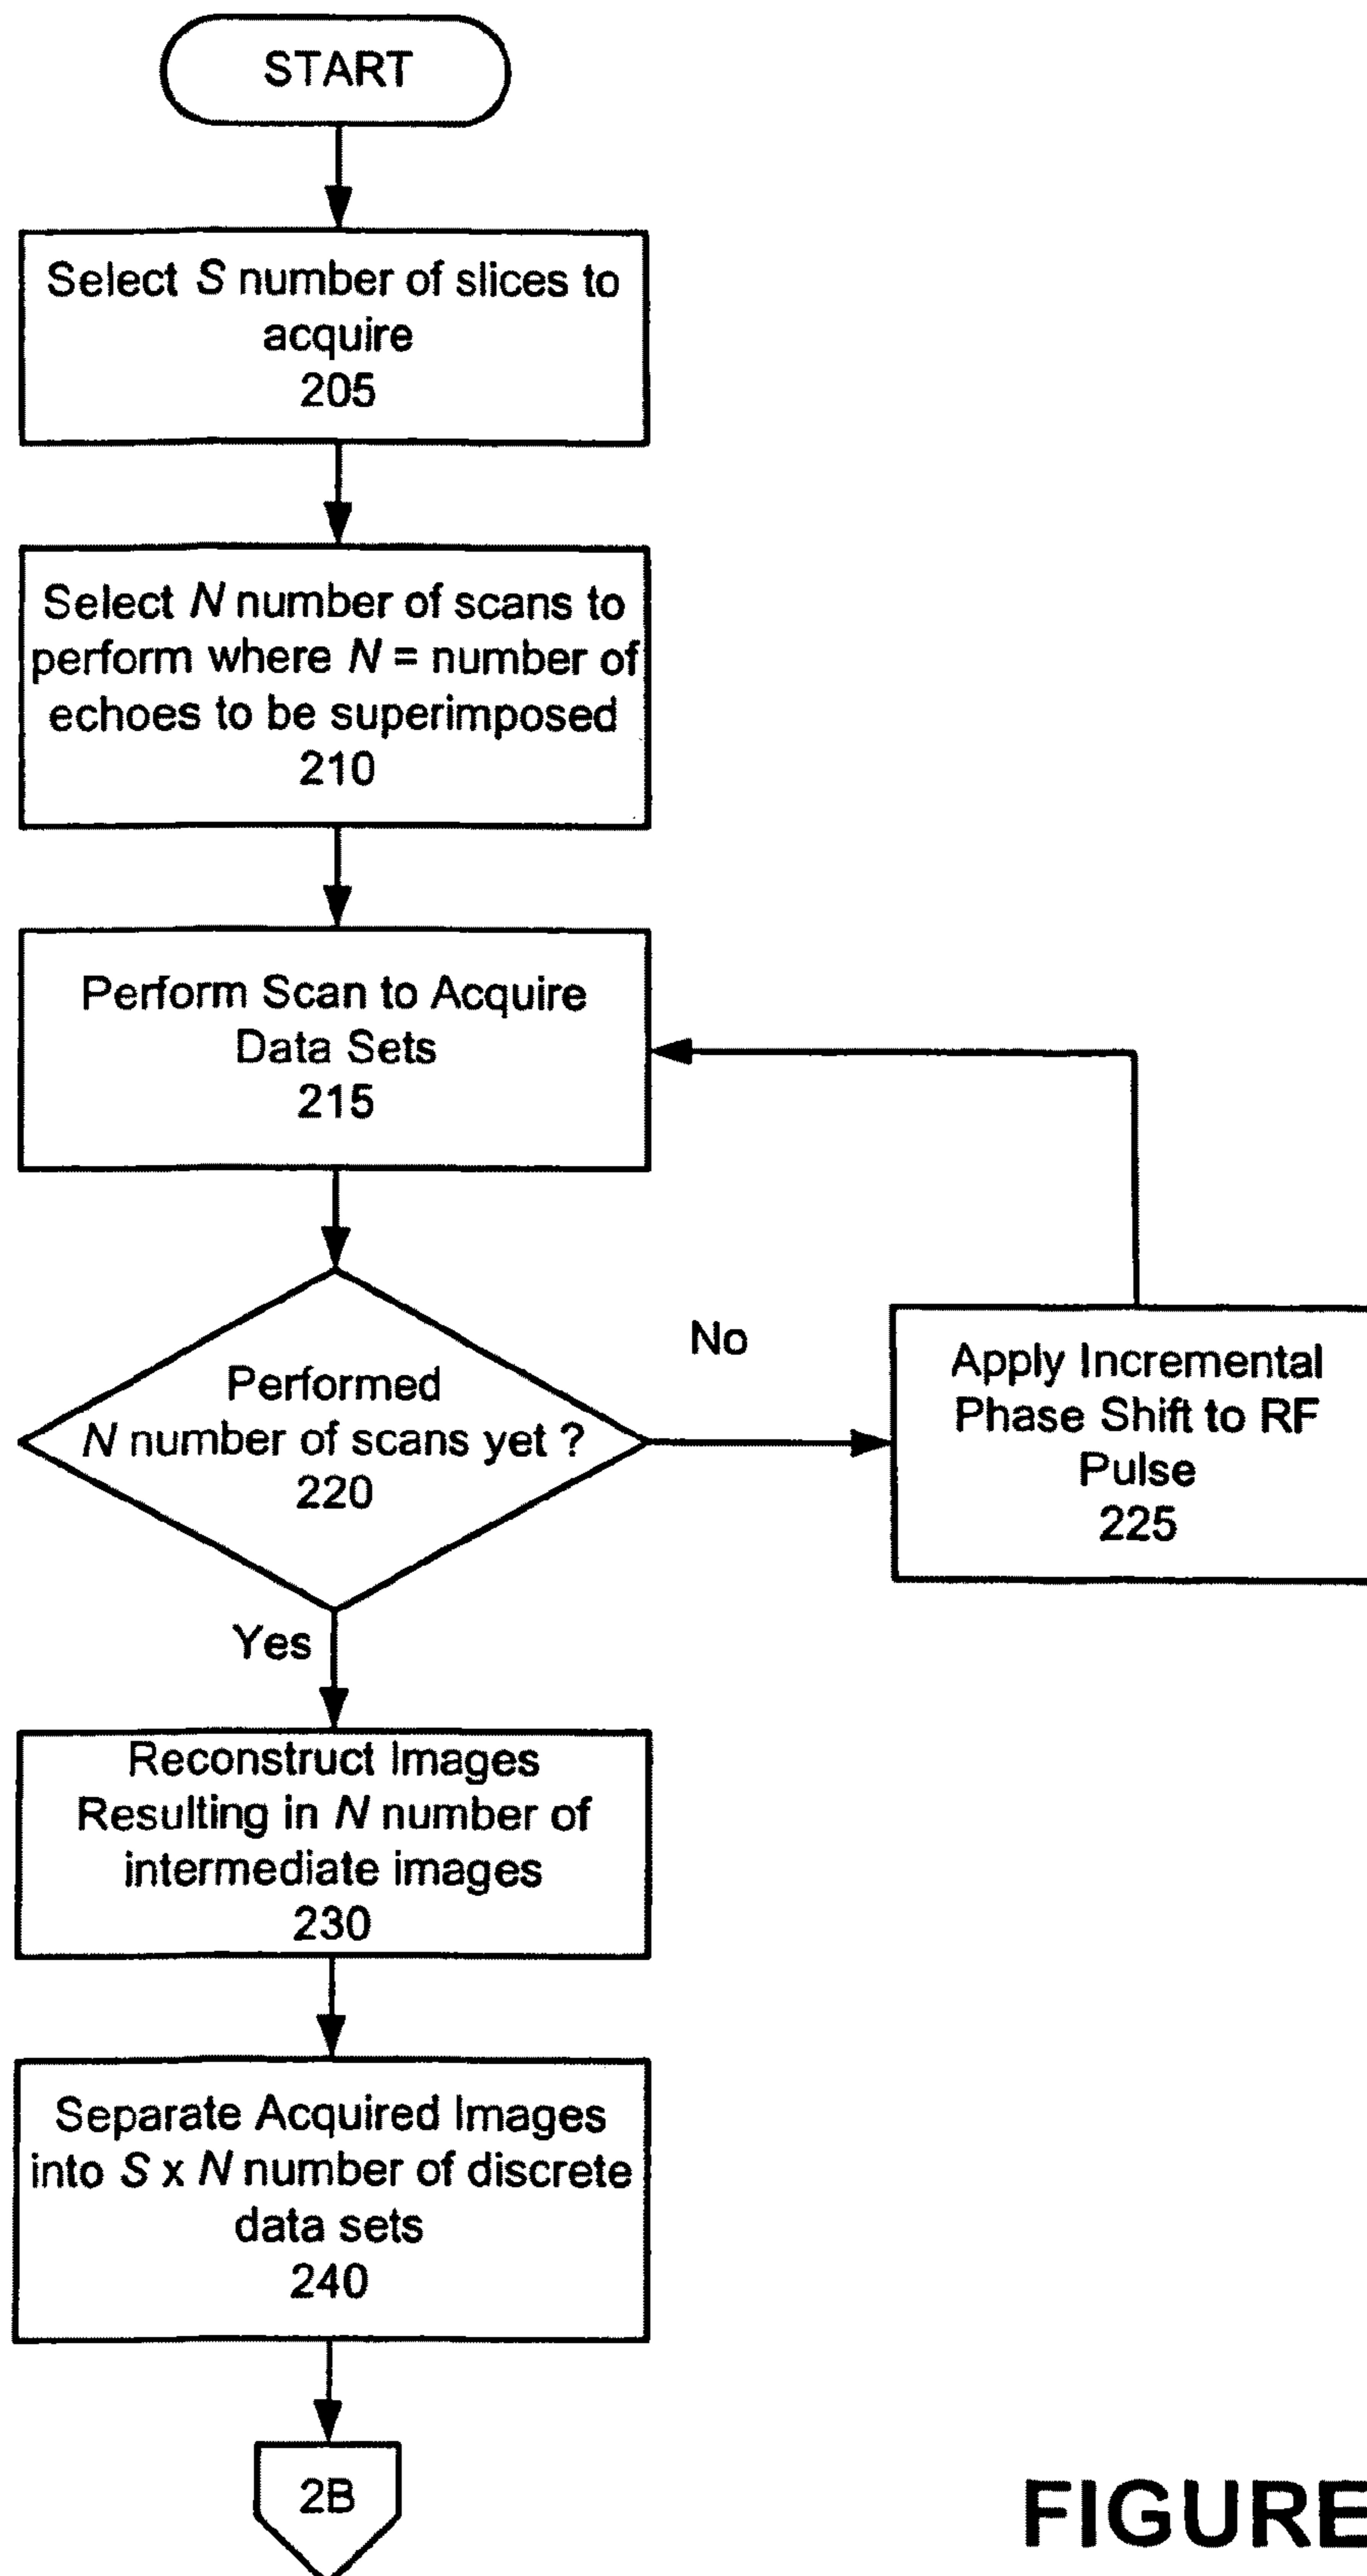 START
Select S number of slices to
acquire
205
Select N number of scans to
perform where N = number of
echoes to be superimposed
210
Perform Scan to Acquire
Data Sets
215
Performed
N number of scans yet ?
220
No
Apply Incremental
Phase Shift to RF
Pulse
225
Yes
Reconstruct Images
Resulting in N number of
intermediate images
230
Separate Acquired Images
into S x N number of discrete
data sets
240
2B
FIGURE